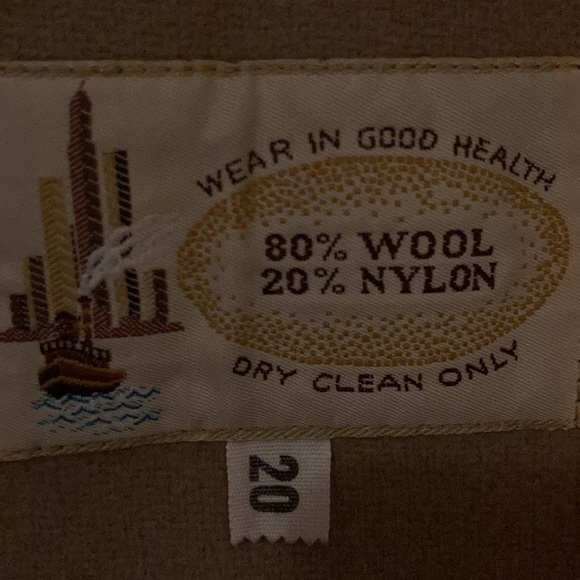 WEAR IN GOOD HEALTH
80% WOOL
20% NYLON
DRY CLEAN ONLY
20